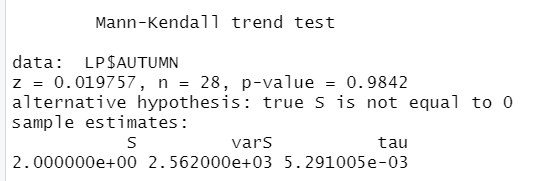 Mann-Kendall trend test
data:  LP$AUTUMN
z = 0.019757, n = 28, p-value = 0.9842
alternative hypothesis: true S is not equal to 0
sample estimates:
S varS tau
2.000000e+00 2.562000e+03 5.291005e-03